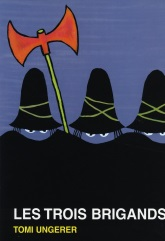 LES TROIS BRIGANDS
TOMI UNGERER